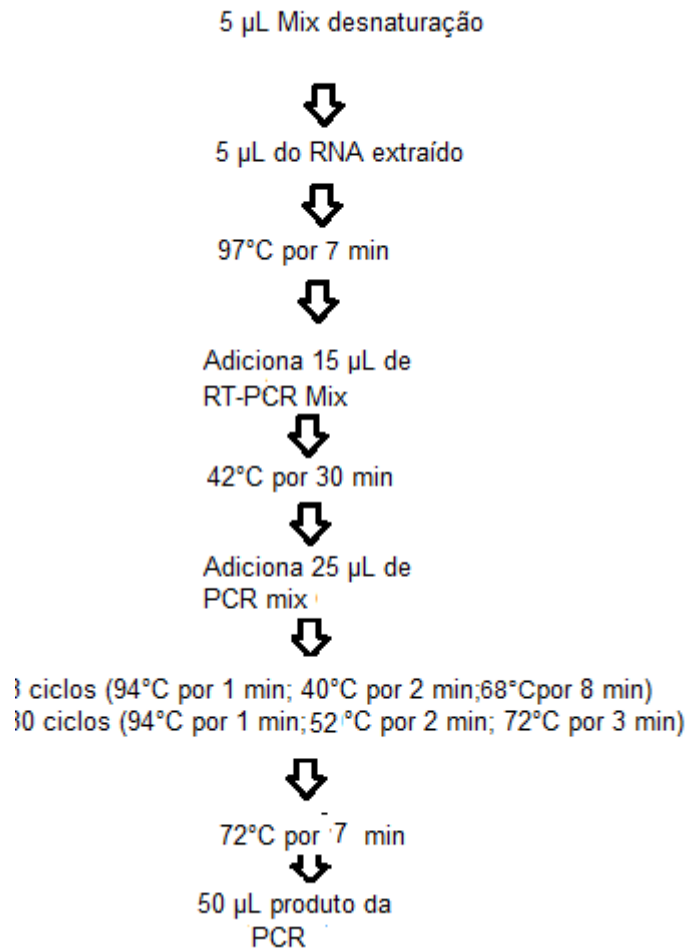 5 µL Mix desnaturação
5 µL do RNA extraído
97°C por 7 min
Adiciona 15 µL de
RT-PCR Mix
42°C por 30 min
Adiciona 25 µL de
PCR mix
ciclos (94°C por 1 min; 40°C por 2 min;68°Cpor 8 min)
30 ciclos (94°C por 1 min;52 °C por 2 min; 72°C por 3 min)
72°C por 7 min
50 µL produto da
PCR